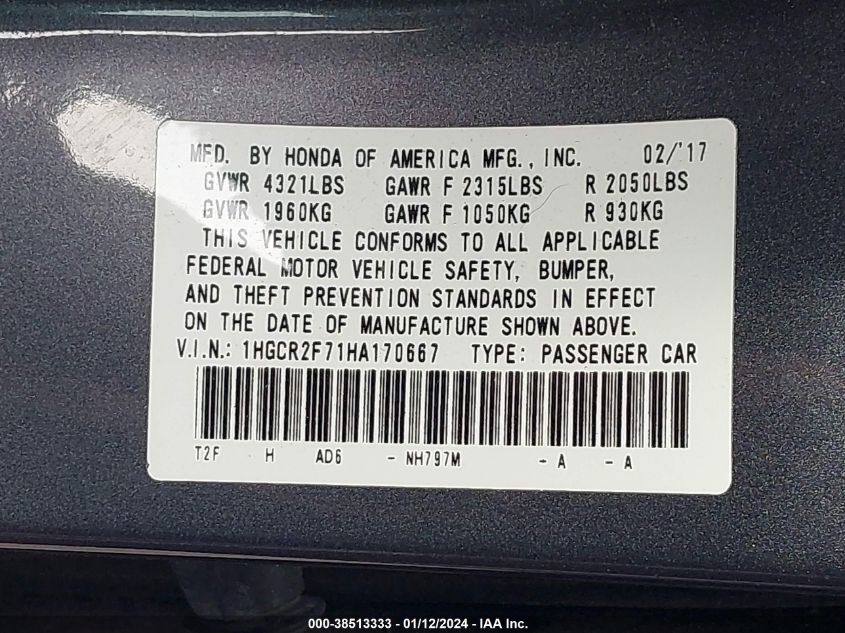 MFD. BY HONDA OF AMERICA MFG., INC. 02/'17
GVWR 4321LBS GAWR F 2315LBS R 2050LBS
GVWR 1960KG GAWR F 1050KG R 930KG
THIS VEHICLE CONFORMS TO ALL APPLICABLE
FEDERAL MOTOR VEHICLE SAFETY, BUMPER,
AND THEFT PREVENTION STANDARDS IN EFFECT
ON THE DATE OF MANUFACTURE SHOWN ABOVE.
V.I.N.: 1HGCR2F71HA170667 TYPE: PASSENGER CAR
T2F H AD6 - NH797M - A - A
000-38513333 - 01/12/2024 - IAA Inc.